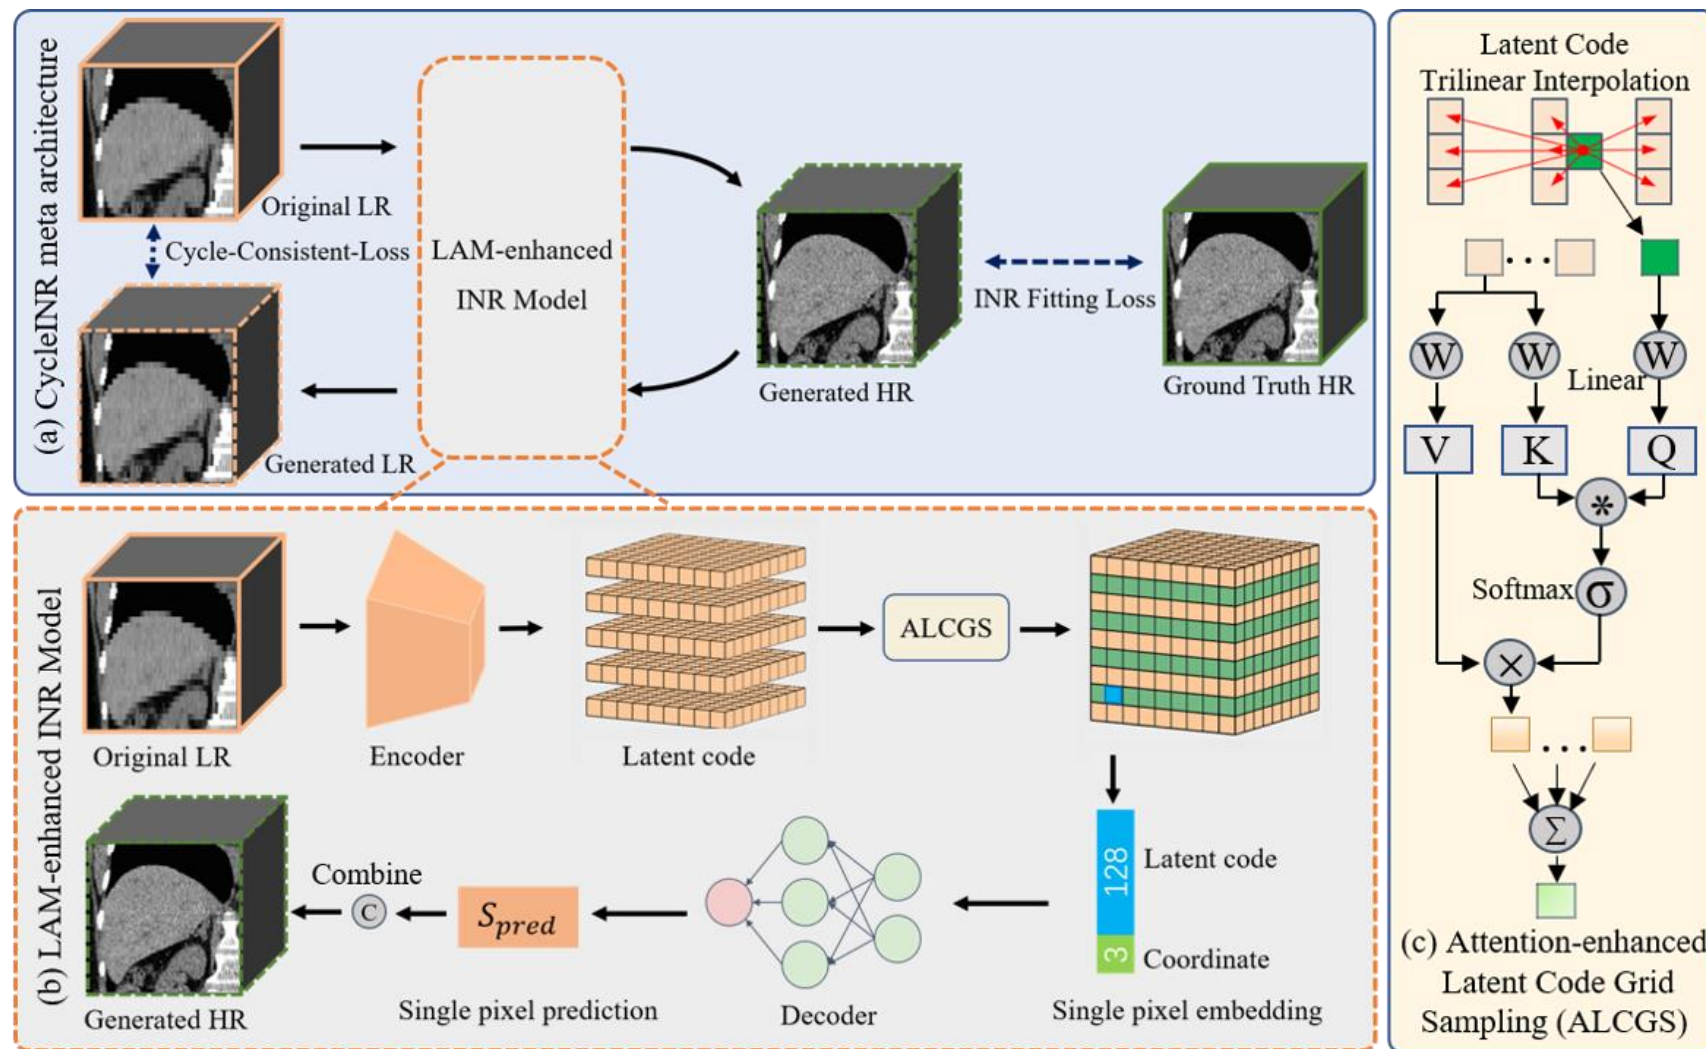 (a) CycleINR meta architecture
Original LR
Cycle-Consistent-Loss
Generated LR
LAM-enhanced
INR Model
Generated HR
INR Fitting Loss
Ground Truth HR
(b) LAM-enhanced INR Model
Original LR
Encoder
Latent code
ALCGS
128
Latent code
3
Coordinate
Single pixel embedding
Decoder
S_pred
Single pixel prediction
Combine
C
Generated HR
Latent Code
Trilinear Interpolation
W
W
W
Linear
V
K
Q
*
Softmax
σ
×
Σ
(c) Attention-enhanced
Latent Code Grid
Sampling (ALCGS)